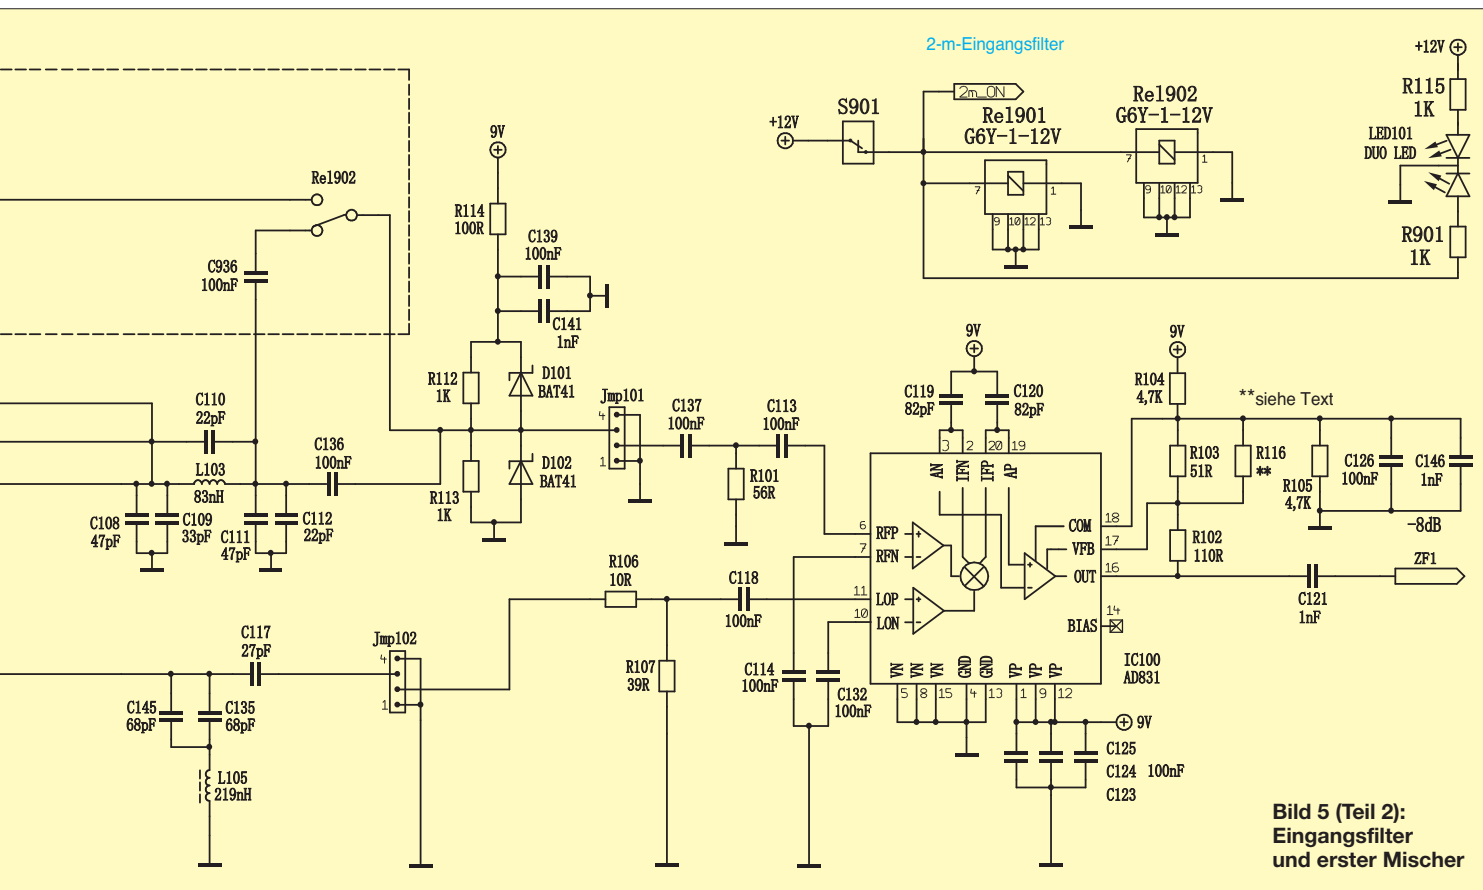 2-m-Eingangsfilter
+12V
R115
1K
LED101
DUO LED
R901
1K
+12V
S901
2m_ON
Rel901
G6Y-1-12V
7
1
9 10 12 13
Rel902
G6Y-1-12V
7
1
9 10 12 13
9V
R114
100R
C139
100nF
C141
1nF
Rel902
C936
100nF
R112
1K
D101
BAT41
R113
1K
D102
BAT41
Jmp101
4
1
C137
100nF
C113
100nF
R101
56R
C110
22pF
L103
83nH
C136
100nF
C108
47pF
C109
33pF
C111
47pF
C112
22pF
9V
C119
82pF
C120
82pF
3 2 20 19
AN IFN IFP AP
6 RFP
7 RFN
11 LOP
10 LON
COM 18
VFB 17
OUT 16
BIAS 14
VN VN VN GND GND VP VP VP
5 8 15 4 13 1 9 12
IC100
AD831
9V
C125
C124 100nF
C123
9V
R104
4,7K
**siehe Text
R103
51R
R116
**
R105
4,7K
C126
100nF
C146
1nF
-8dB
R102
110R
ZF1
C121
1nF
R106
10R
C118
100nF
R107
39R
C114
100nF
C132
100nF
C117
27pF
Jmp102
4
1
C145
68pF
C135
68pF
L105
219nH
Bild 5 (Teil 2):
Eingangsfilter
und erster Mischer